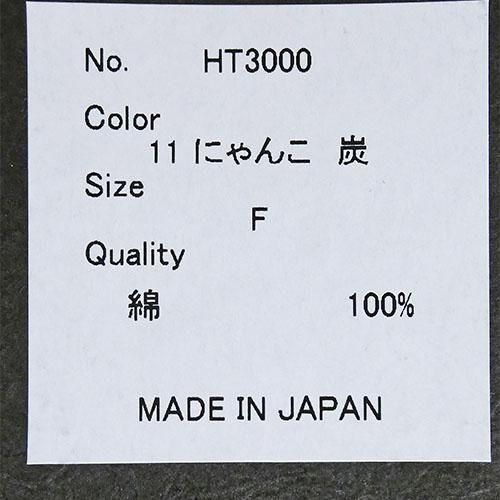 No. HT3000
Color
11 にゃんこ 炭
Size
F
Quality
綿 100%
MADE IN JAPAN